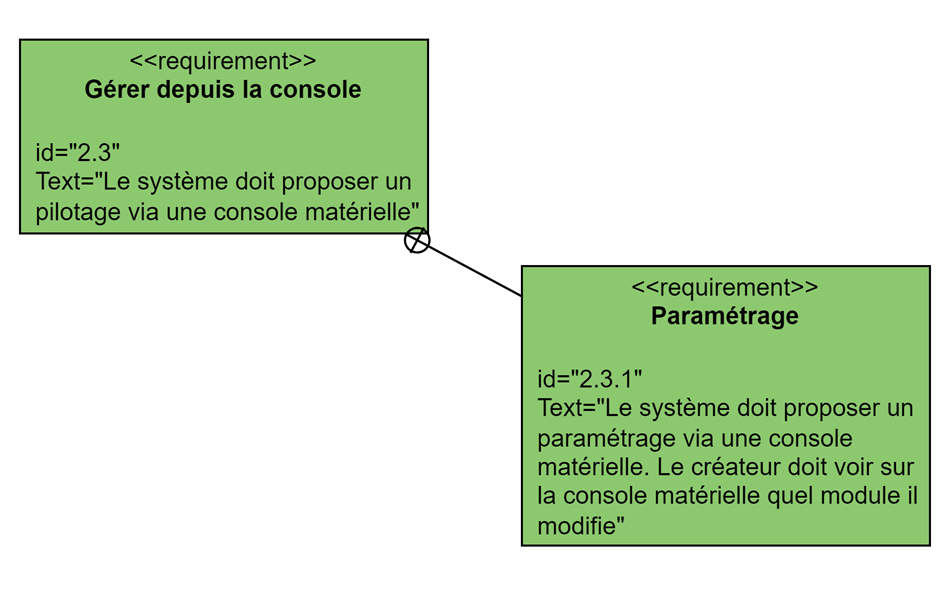 <<requirement>>
Gérer depuis la console
id="2.3"
Text="Le système doit proposer un
pilotage via une console matérielle"
<<requirement>>
Paramétrage
id="2.3.1"
Text="Le système doit proposer un
paramétrage via une console
matérielle. Le créateur doit voir sur
la console matérielle quel module il
modifie"